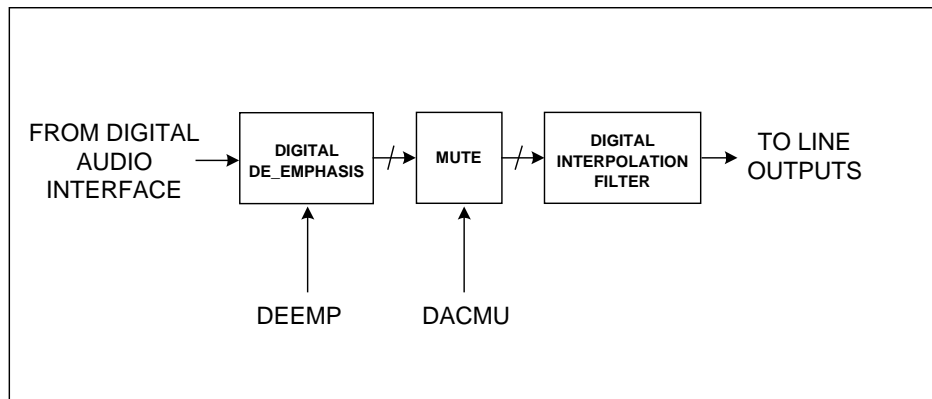 FROM DIGITAL
AUDIO
INTERFACE
DIGITAL
DE_EMPHASIS
MUTE
DIGITAL
INTERPOLATION
FILTER
TO LINE
OUTPUTS
DEEMP
DACMU